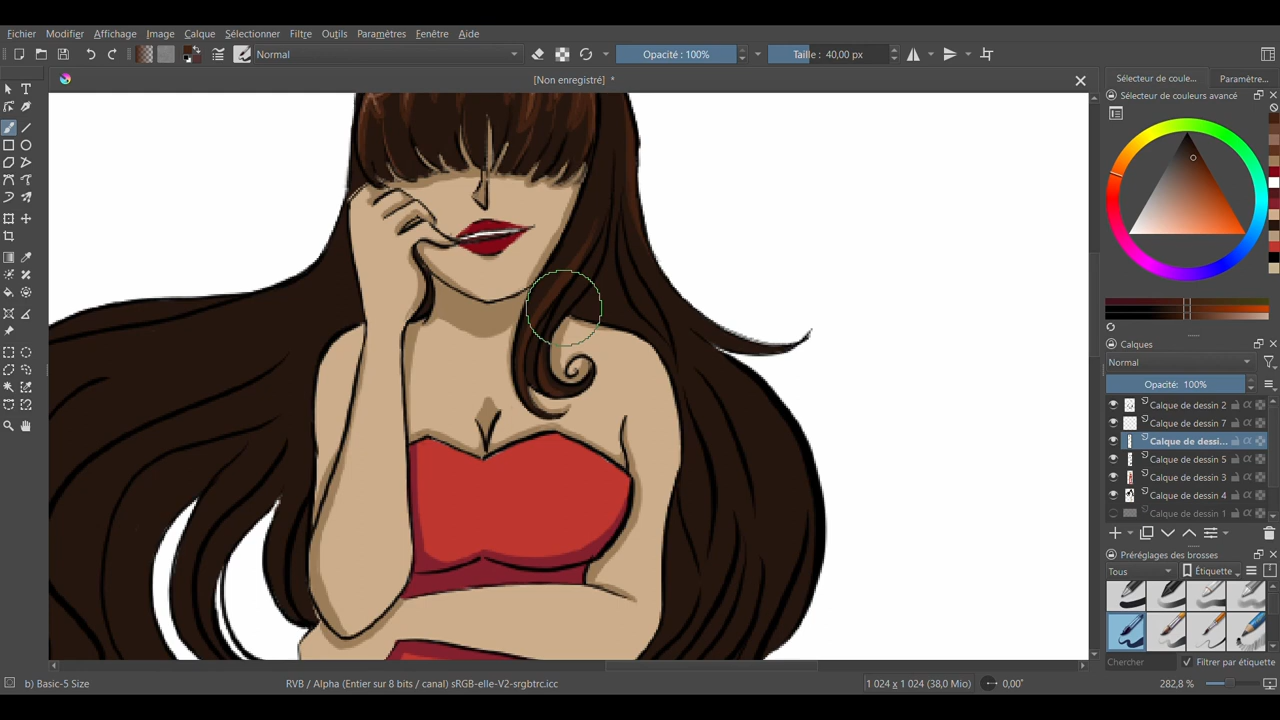 Fichier Modifier Affichage Image Calque Sélectionner Filtre Outils Paramètres Fenêtre Aide
Normal Opacité : 100% Taille : 40,00 px
[Non enregistré] *
Sélecteur de coule... Paramètre...
Sélecteur de couleurs avancé
Calques
Normal
Opacité: 100%
Calque de dessin 2
Calque de dessin 7
Calque de dessi...
Calque de dessin 5
Calque de dessin 3
Calque de dessin 4
Calque de dessin 1
Préréglages des brosses
Tous Étiquette
Chercher Filtrer par étiquette
b) Basic-5 Size RVB / Alpha (Entier sur 8 bits / canal) sRGB-elle-V2-srgbtrc.icc 1 024 x 1 024 (38,0 Mio) 0,00° 282,8 %